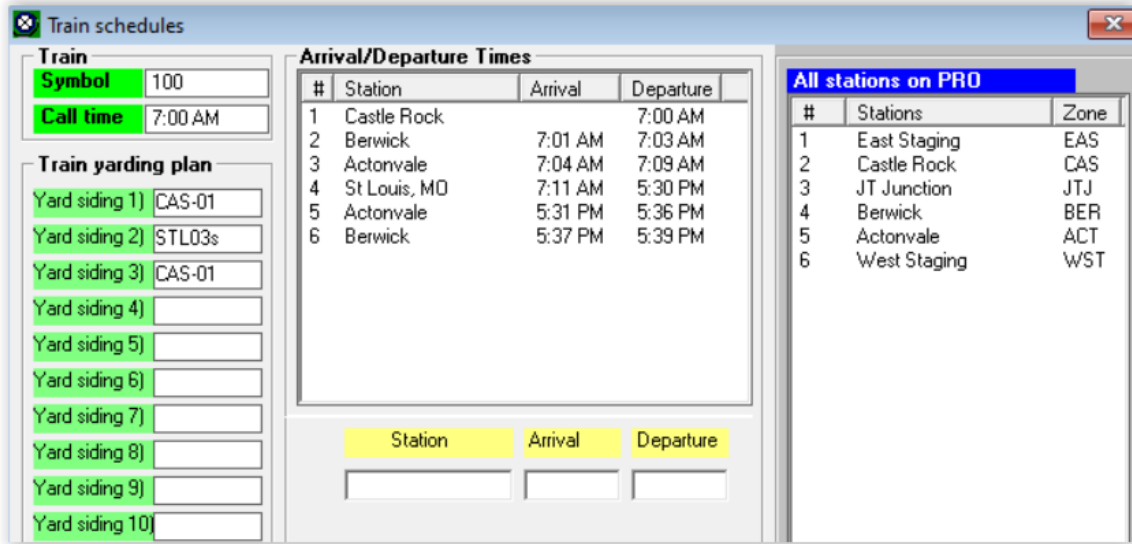 Train schedules
Train
Symbol 100
Call time 7:00 AM
Train yarding plan
Yard siding 1) CAS-01
Yard siding 2) STL03s
Yard siding 3) CAS-01
Yard siding 4)
Yard siding 5)
Yard siding 6)
Yard siding 7)
Yard siding 8)
Yard siding 9)
Yard siding 10)
Arrival/Departure Times
# Station Arrival Departure
1 Castle Rock 7:00 AM
2 Berwick 7:01 AM 7:03 AM
3 Actonvale 7:04 AM 7:09 AM
4 St Louis, MO 7:11 AM 5:30 PM
5 Actonvale 5:31 PM 5:36 PM
6 Berwick 5:37 PM 5:39 PM
Station Arrival Departure
All stations on PRO
# Stations Zone
1 East Staging EAS
2 Castle Rock CAS
3 JT Junction JTJ
4 Berwick BER
5 Actonvale ACT
6 West Staging WST